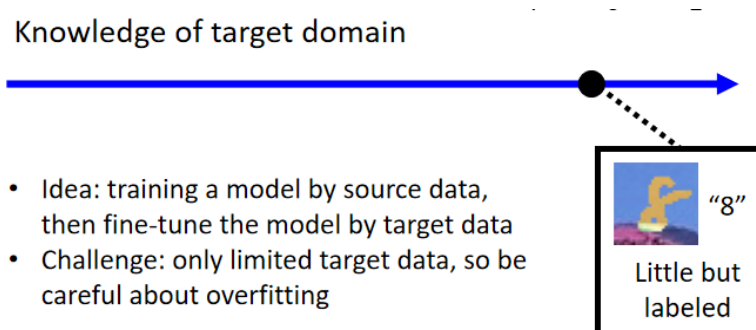 Knowledge of target domain
• Idea: training a model by source data,
then fine-tune the model by target data
• Challenge: only limited target data, so be
careful about overfitting
“8”
Little but
labeled